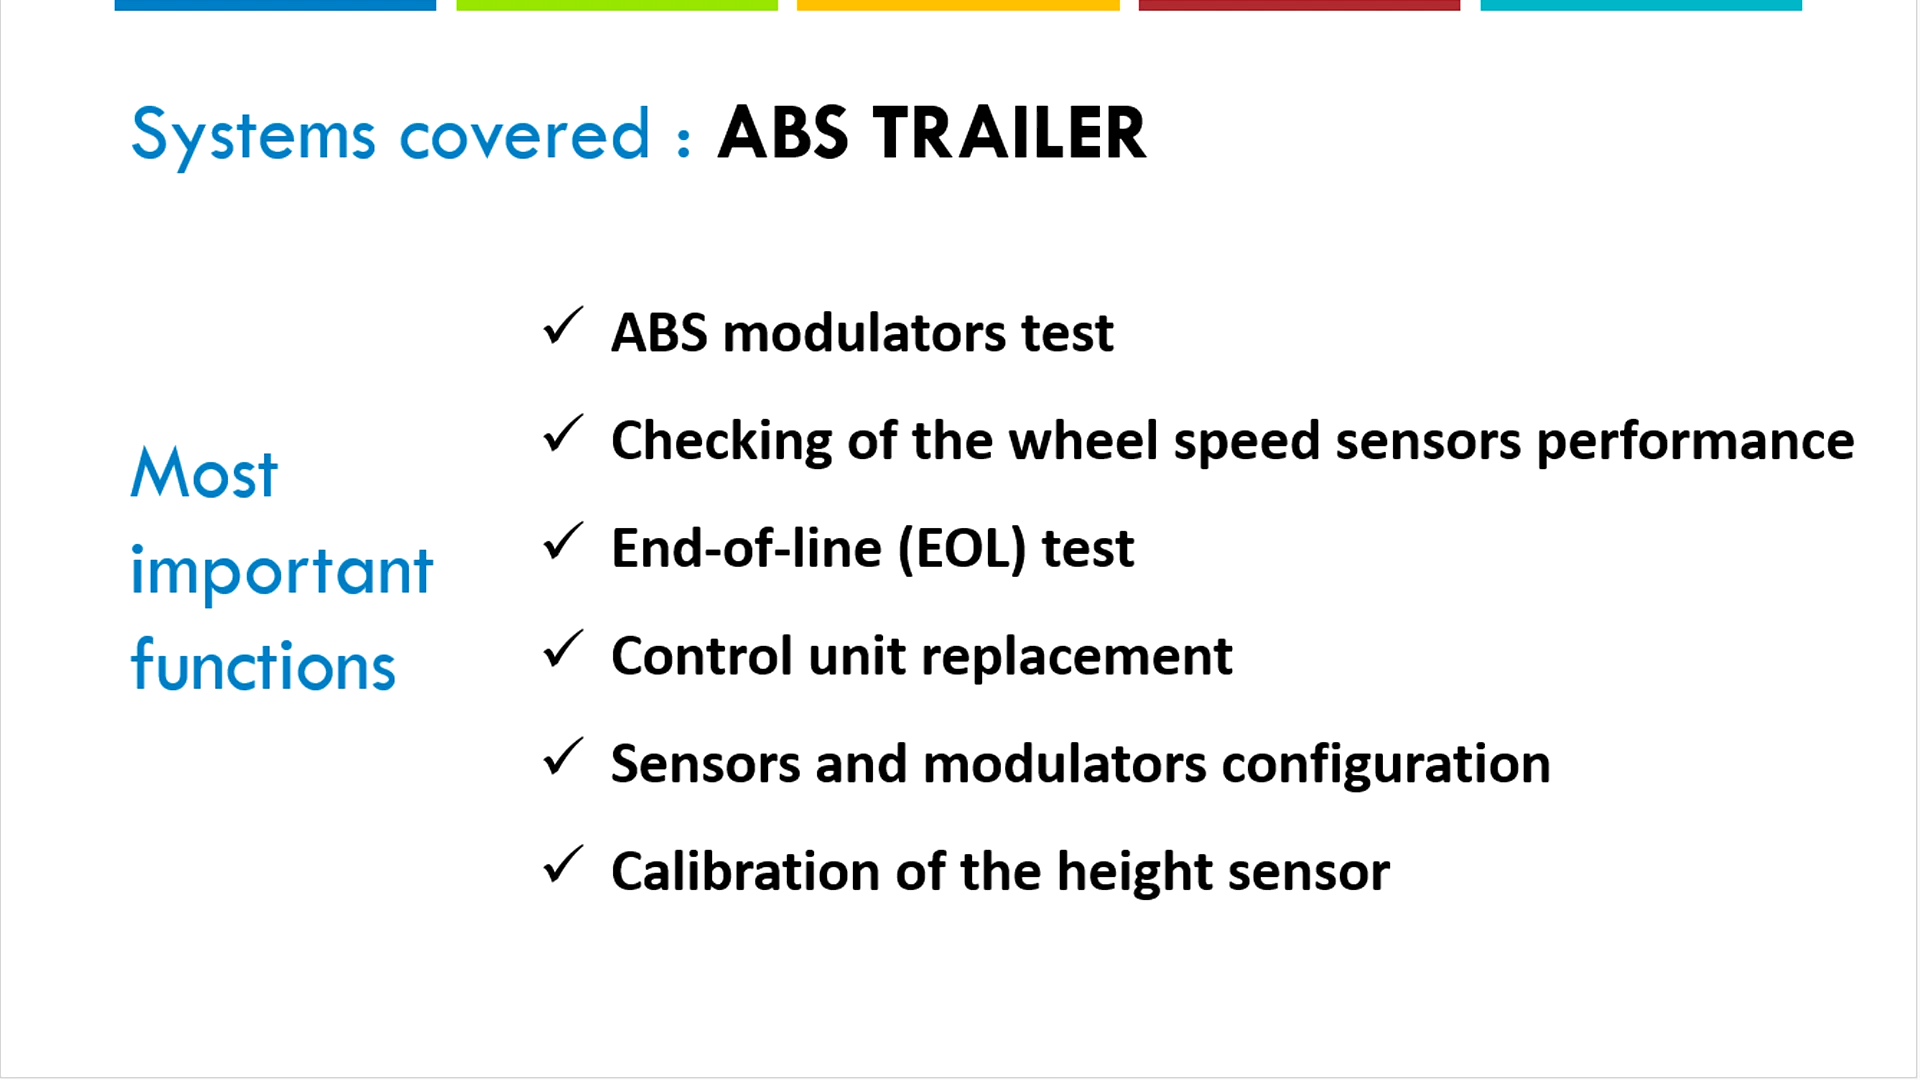 Systems covered : ABS TRAILER
Most
important
functions
✓ ABS modulators test
✓ Checking of the wheel speed sensors performance
✓ End-of-line (EOL) test
✓ Control unit replacement
✓ Sensors and modulators configuration
✓ Calibration of the height sensor